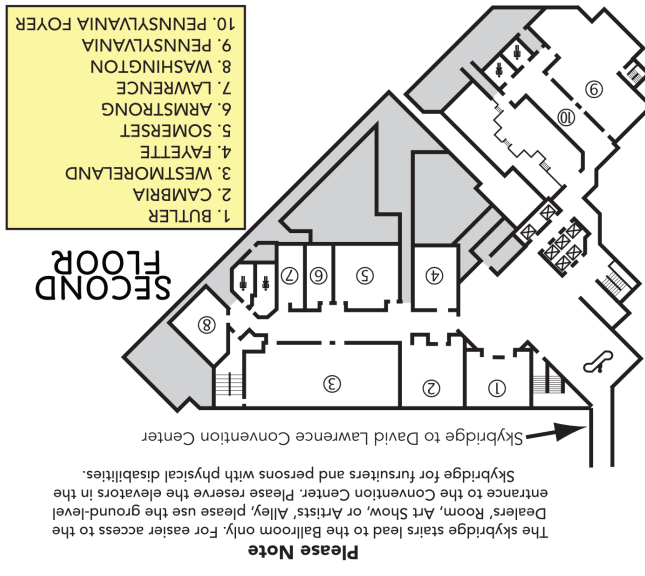 Please Note
The skybridge stairs lead to the Ballroom only. For easier access to the
Dealers' Room, Art Show, or Artists' Alley, please use the ground-level
entrance to the Convention Center. Please reserve the elevators in the
Skybridge for fursuiters and persons with physical disabilities.
Skybridge to David Lawrence Convention Center
1
2
3
4
5
6
7
8
9
10
SECOND
FLOOR
1. BUTLER
2. CAMBRIA
3. WESTMORELAND
4. FAYETTE
5. SOMERSET
6. ARMSTRONG
7. LAWRENCE
8. WASHINGTON
9. PENNSYLVANIA
10. PENNSYLVANIA FOYER